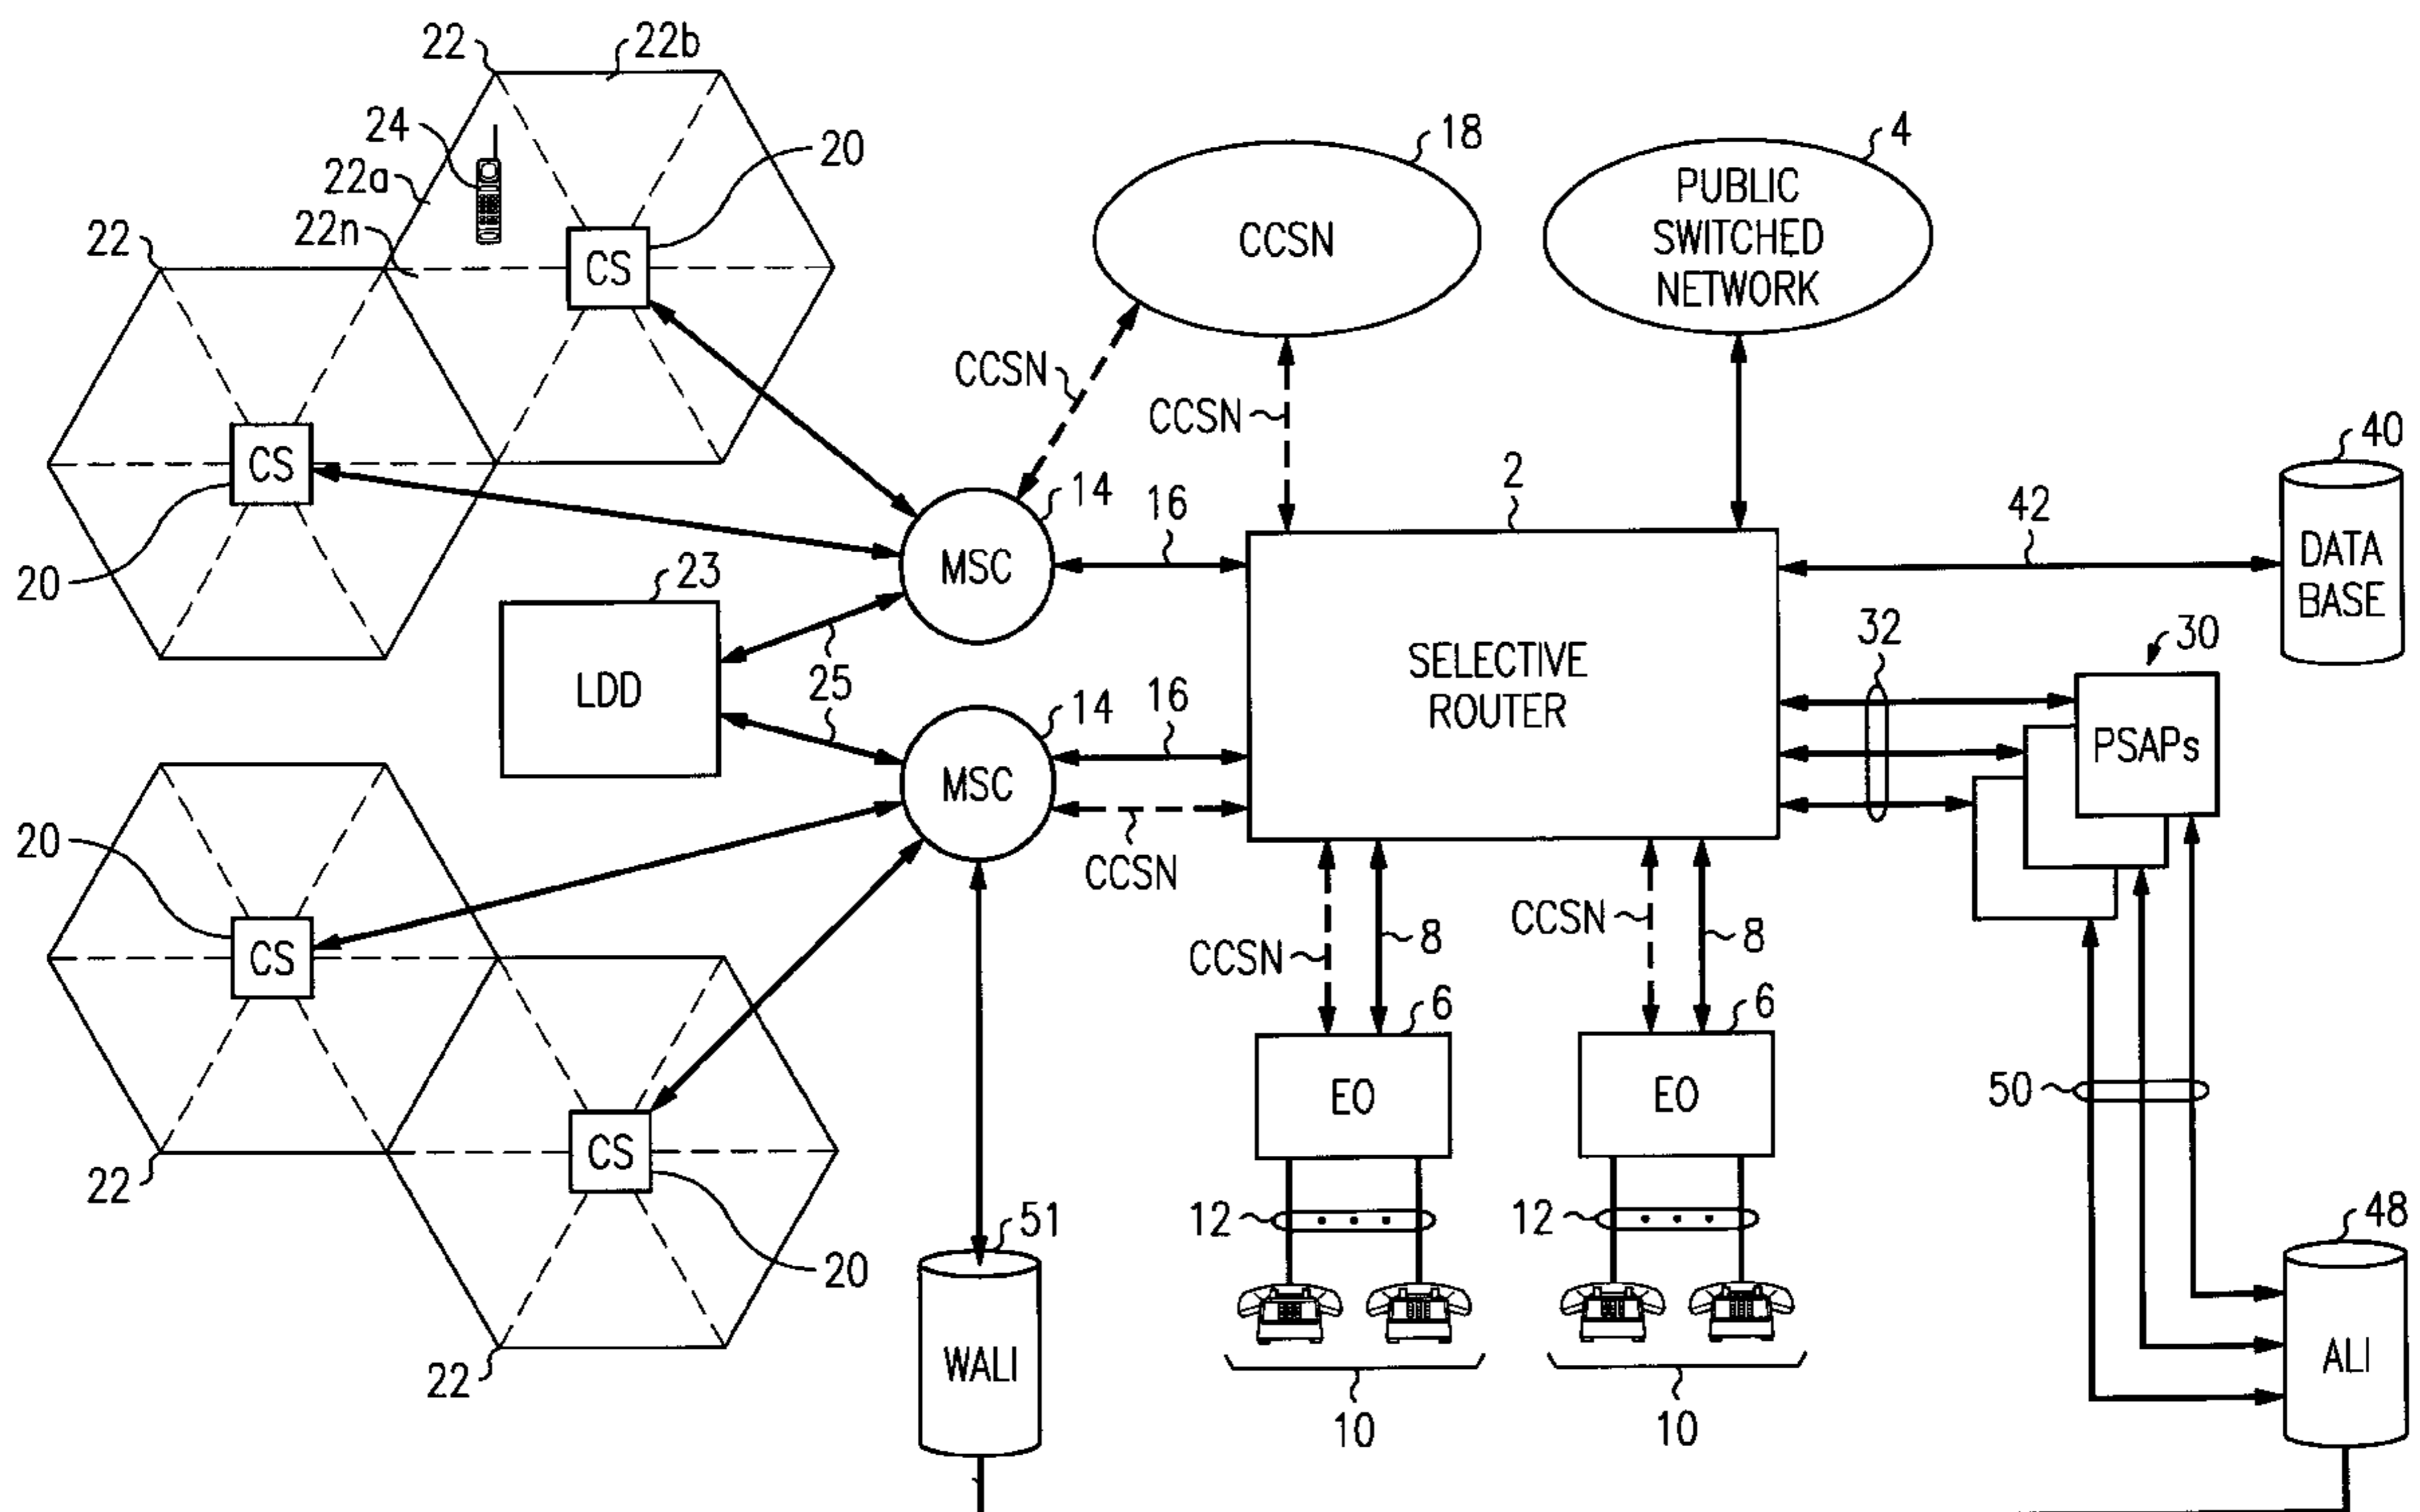 22
22b
24
22a
22n
22
20
CS
CS
20
18
CCSN
4
PUBLIC
SWITCHED
NETWORK
CCSN
CCSN
14
MSC
16
2
SELECTIVE
ROUTER
42
40
DATA
BASE
23
LDD
25
14
MSC
16
CCSN
32
30
PSAPs
20
CS
22
CS
20
22
CCSN
8
CCSN
8
6
EO
6
EO
12
12
10
10
50
51
WALI
48
ALI